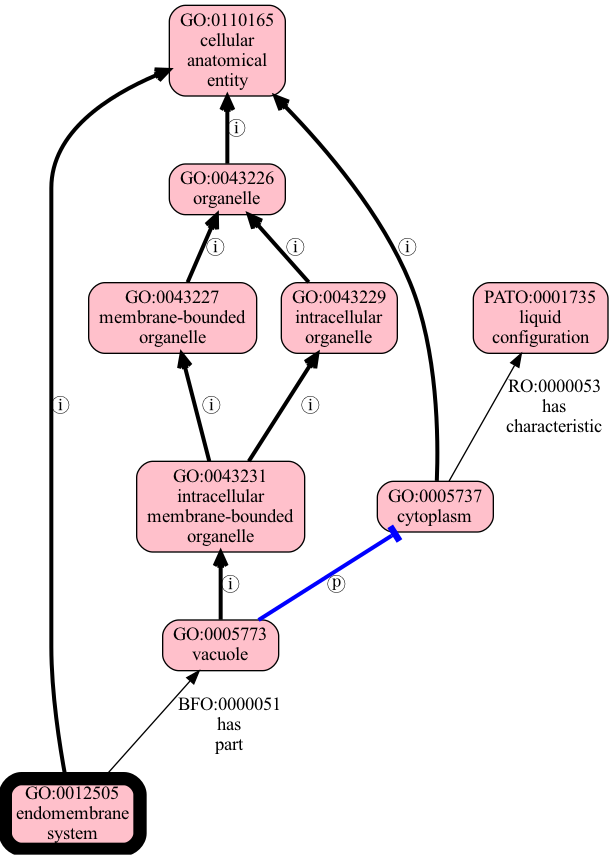 GO:0110165
cellular
anatomical
entity
i
GO:0043226
organelle
i
i
i
GO:0043227
membrane-bounded
organelle
GO:0043229
intracellular
organelle
PATO:0001735
liquid
configuration
i
i
i
RO:0000053
has
characteristic
GO:0043231
intracellular
membrane-bounded
organelle
GO:0005737
cytoplasm
i
p
GO:0005773
vacuole
BFO:0000051
has
part
GO:0012505
endomembrane
system